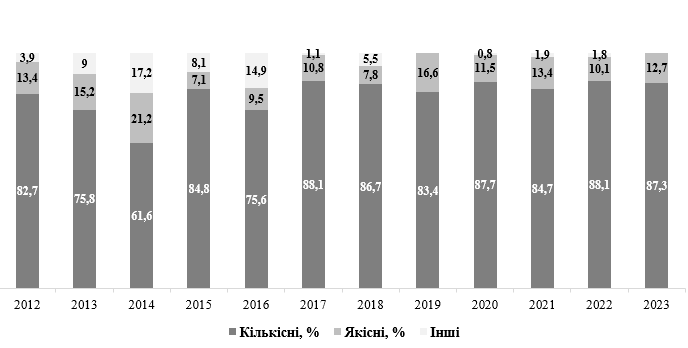 3,9 9 17,2 8,1 14,9 1,1 5,5 0,8 1,9 1,8
13,4 15,2 21,2 7,1 9,5 10,8 7,8 16,6 11,5 13,4 10,1 12,7
82,7 75,8 61,6 84,8 75,6 88,1 86,7 83,4 87,7 84,7 88,1 87,3
2012 2013 2014 2015 2016 2017 2018 2019 2020 2021 2022 2023
Кількісні, % Якісні, % Інші